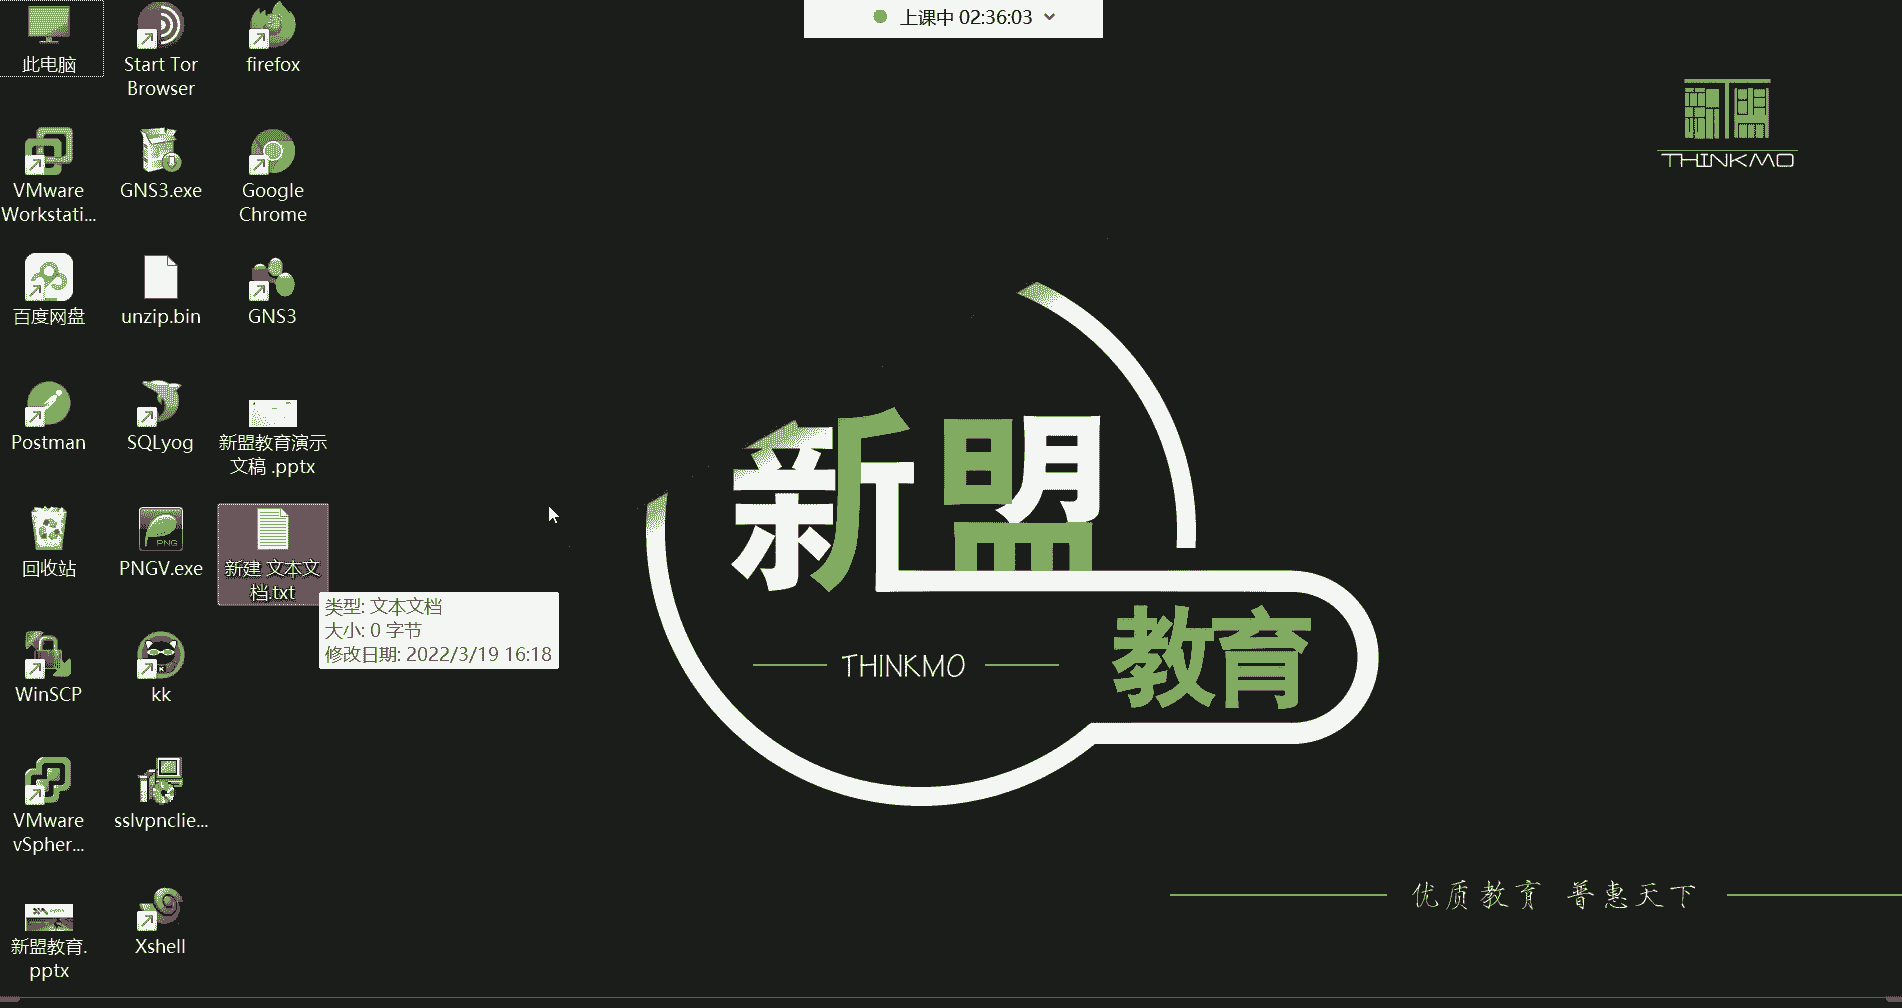 上课中 02:36:03
此电脑
Start Tor
Browser
firefox
VMware
Workstati...
GNS3.exe
Google
Chrome
百度网盘
unzip.bin
GNS3
Postman
SQLyog
新盟教育演示
文稿 .pptx
回收站
PNG
PNGV.exe
新建 文本文
档.txt
类型: 文本文档
大小: 0 字节
修改日期: 2022/3/19 16:18
WinSCP
kk
VMware
vSpher...
sslvpnclie...
新盟教育.
pptx
Xshell
THINKMO
新盟
教育
THINKMO
优质教育 普惠天下